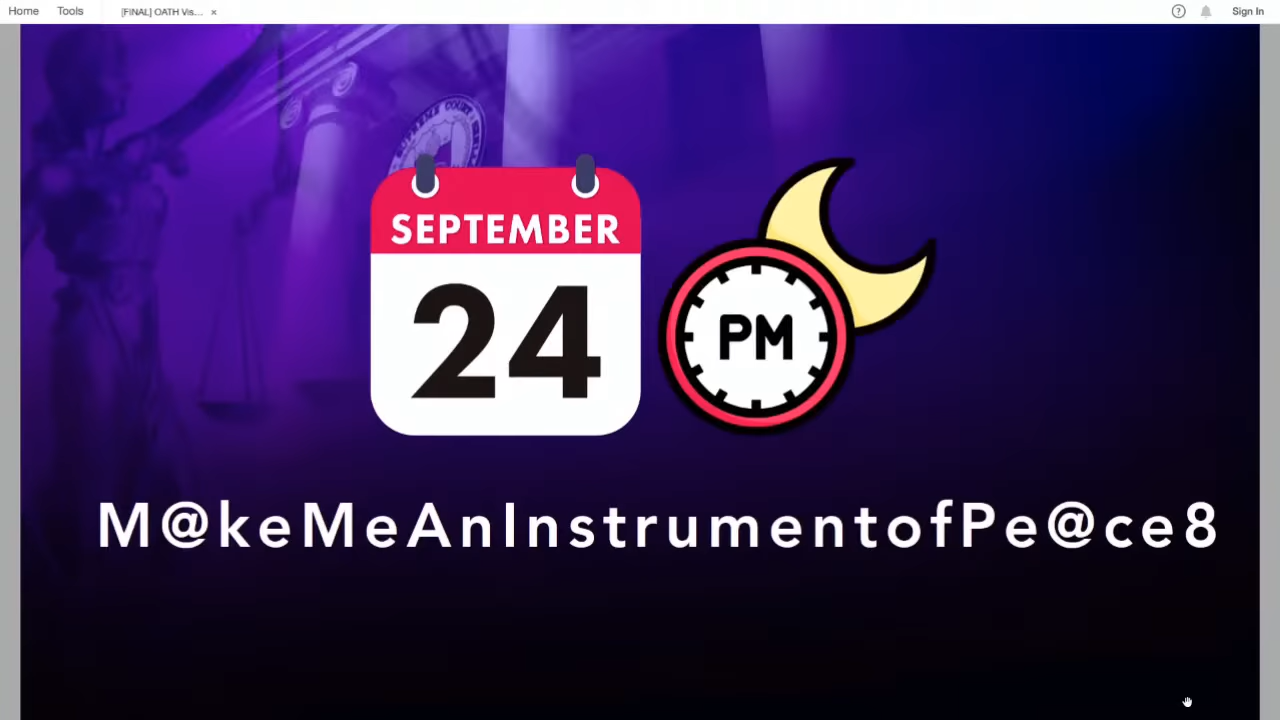 Home Tools [FINAL] OATH Vis... × ? Sign In
SEPTEMBER
24
PM
M@keMeAnInstrumentofPe@ce8